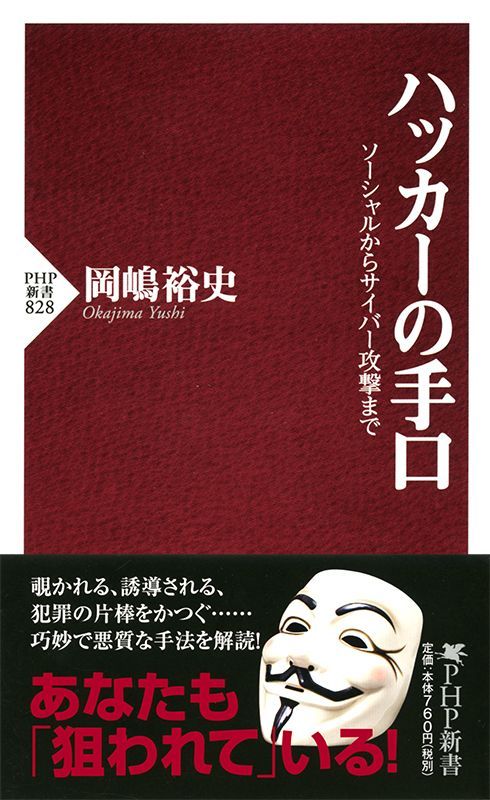 ハッカーの手口
ソーシャルからサイバー攻撃まで
PHP
新書
828
岡嶋裕史
Okajima Yushi
覗かれる、誘導される、
犯罪の片棒をかつぐ……
巧妙で悪質な手法を解読!
あなたも
「狙われて」いる!
PHP新書
定価:本体760円(税別)